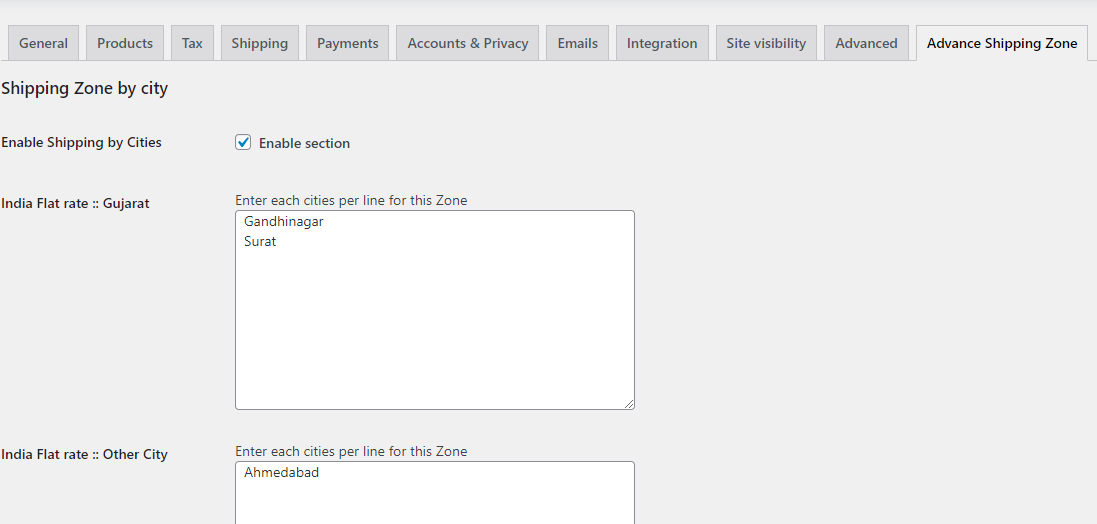 General Products Tax Shipping Payments Accounts & Privacy Emails Integration Site visibility Advanced Advance Shipping Zone
Shipping Zone by city
Enable Shipping by Cities Enable section
India Flat rate :: Gujarat Enter each cities per line for this Zone
Gandhinagar
Surat
India Flat rate :: Other City Enter each cities per line for this Zone
Ahmedabad